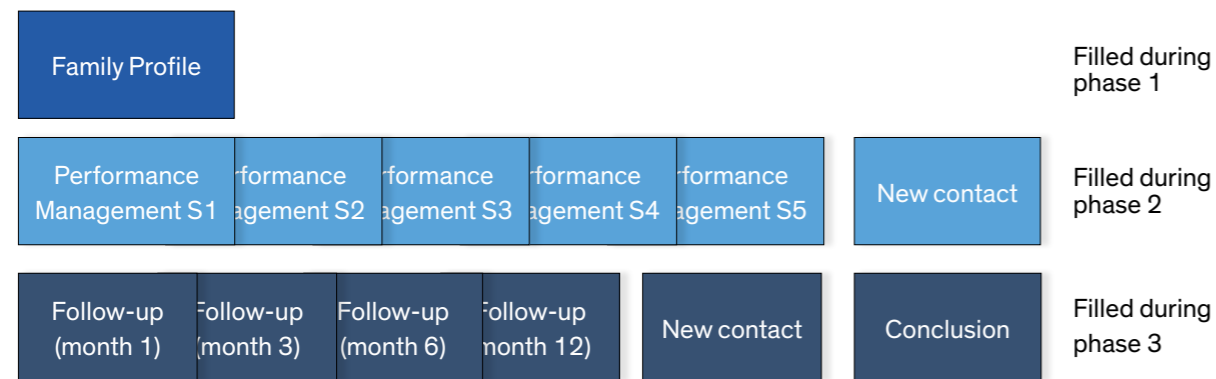 Family Profile
Filled during
phase 1
Performance
Management S1
rformance
agement S2
rformance
agement S3
rformance
agement S4
rformance
agement S5
New contact
Filled during
phase 2
Follow-up
(month 1)
Follow-up
(month 3)
Follow-up
(month 6)
Follow-up
month 12)
New contact
Conclusion
Filled during
phase 3